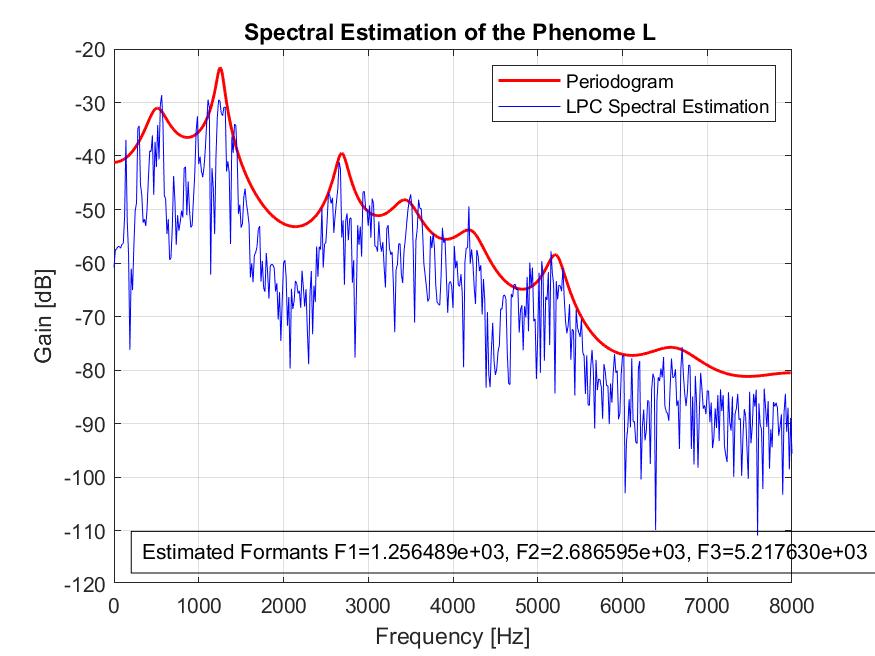 Spectral Estimation of the Phenome L
-20
-30
-40
-50
-60
-70
-80
-90
-100
-110
-120
Gain [dB]
Periodogram
LPC Spectral Estimation
Estimated Formants F1=1.256489e+03, F2=2.686595e+03, F3=5.217630e+03
0 1000 2000 3000 4000 5000 6000 7000 8000
Frequency [Hz]